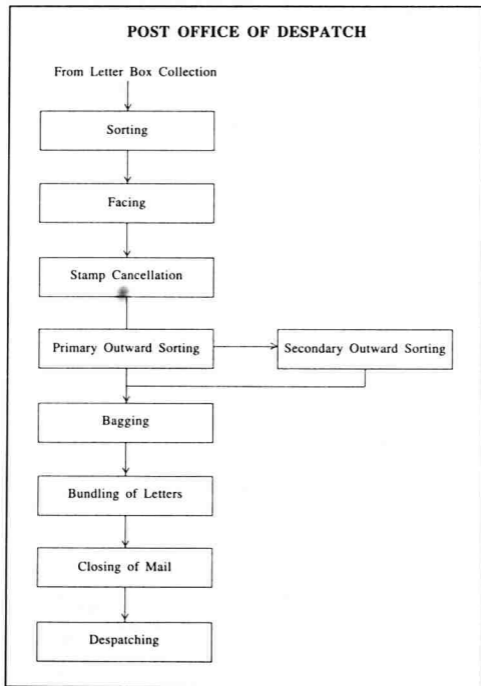 POST OFFICE OF DESPATCH
From Letter Box Collection
Sorting
Facing
Stamp Cancellation
Primary Outward Sorting
Secondary Outward Sorting
Bagging
Bundling of Letters
Closing of Mail
Despatching